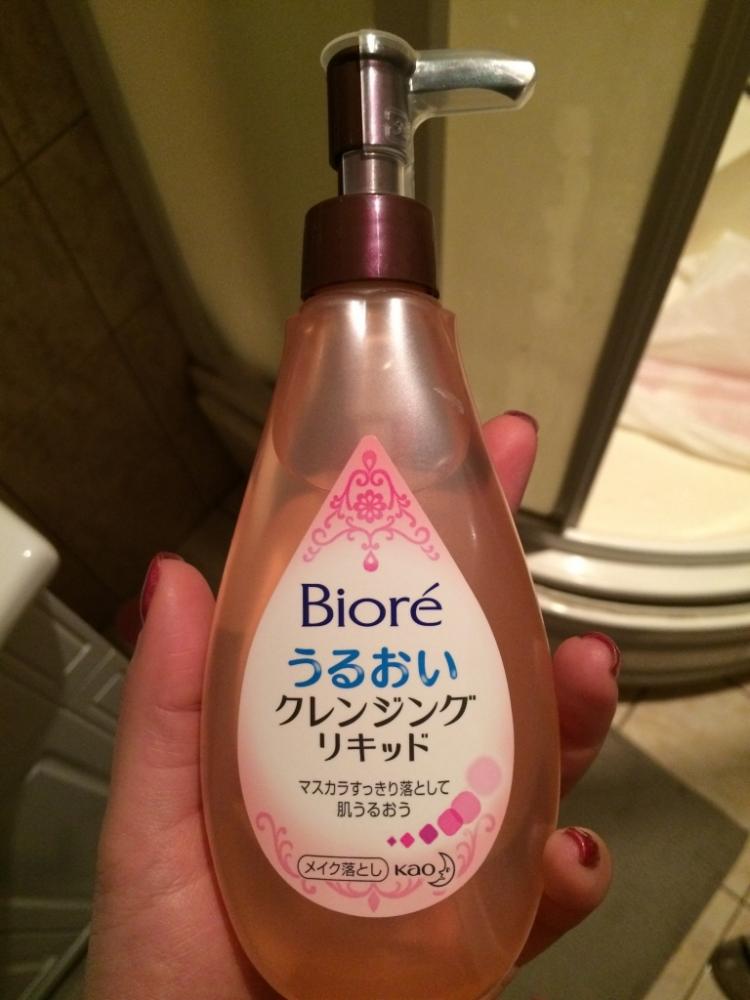 Bioré
うるおい
クレンジング
リキッド
マスカラすっきり落として
肌うるおう
メイク落とし Kao